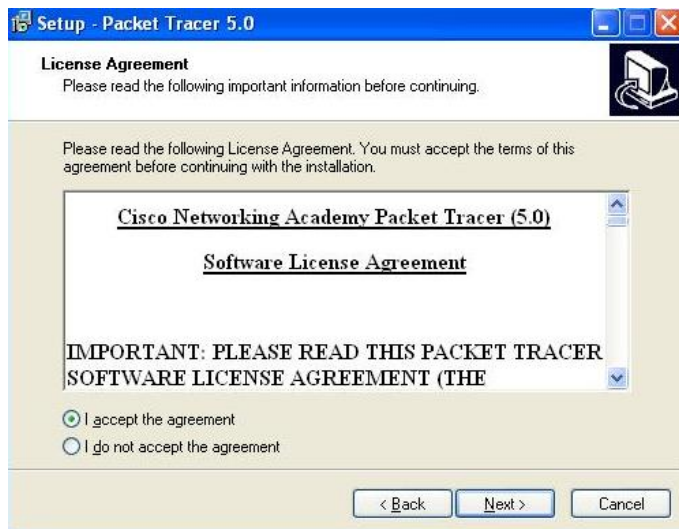 Setup - Packet Tracer 5.0
License Agreement
Please read the following important information before continuing.
Please read the following License Agreement. You must accept the terms of this
agreement before continuing with the installation.
Cisco Networking Academy Packet Tracer (5.0)
Software License Agreement
IMPORTANT: PLEASE READ THIS PACKET TRACER
SOFTWARE LICENSE AGREEMENT (THE
I accept the agreement
I do not accept the agreement
< Back
Next >
Cancel